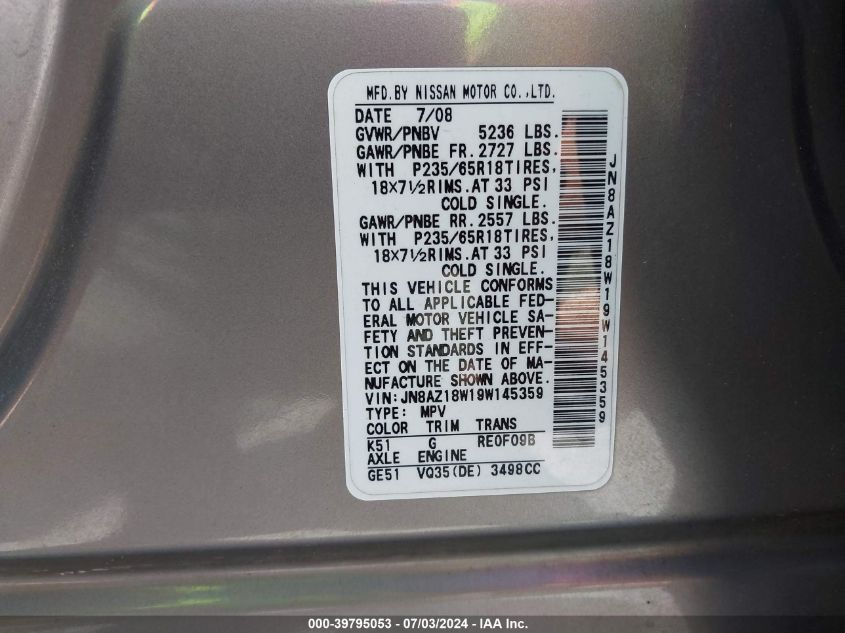 MFD.BY NISSAN MOTOR CO.,LTD.
DATE 7/08
GVWR/PNBV 5236 LBS.
GAWR/PNBE FR. 2727 LBS.
WITH P235/65R18TIRES,
18×7½RIMS.AT 33 PSI
COLD SINGLE.
GAWR/PNBE RR. 2557 LBS.
WITH P235/65R18TIRES,
18×7½RIMS.AT 33 PSI
COLD SINGLE.
THIS VEHICLE CONFORMS
TO ALL APPLICABLE FED-
ERAL MOTOR VEHICLE SA-
FETY AND THEFT PREVEN-
TION STANDARDS IN EFF-
ECT ON THE DATE OF MA-
NUFACTURE SHOWN ABOVE.
VIN:JN8AZ18W19W145359
TYPE: MPV
COLOR TRIM TRANS
K51 G RE0F09B
AXLE ENGINE
GE51 VQ35(DE) 3498CC
JN8AZ18W19W145359
000-39795053 - 07/03/2024 - IAA Inc.